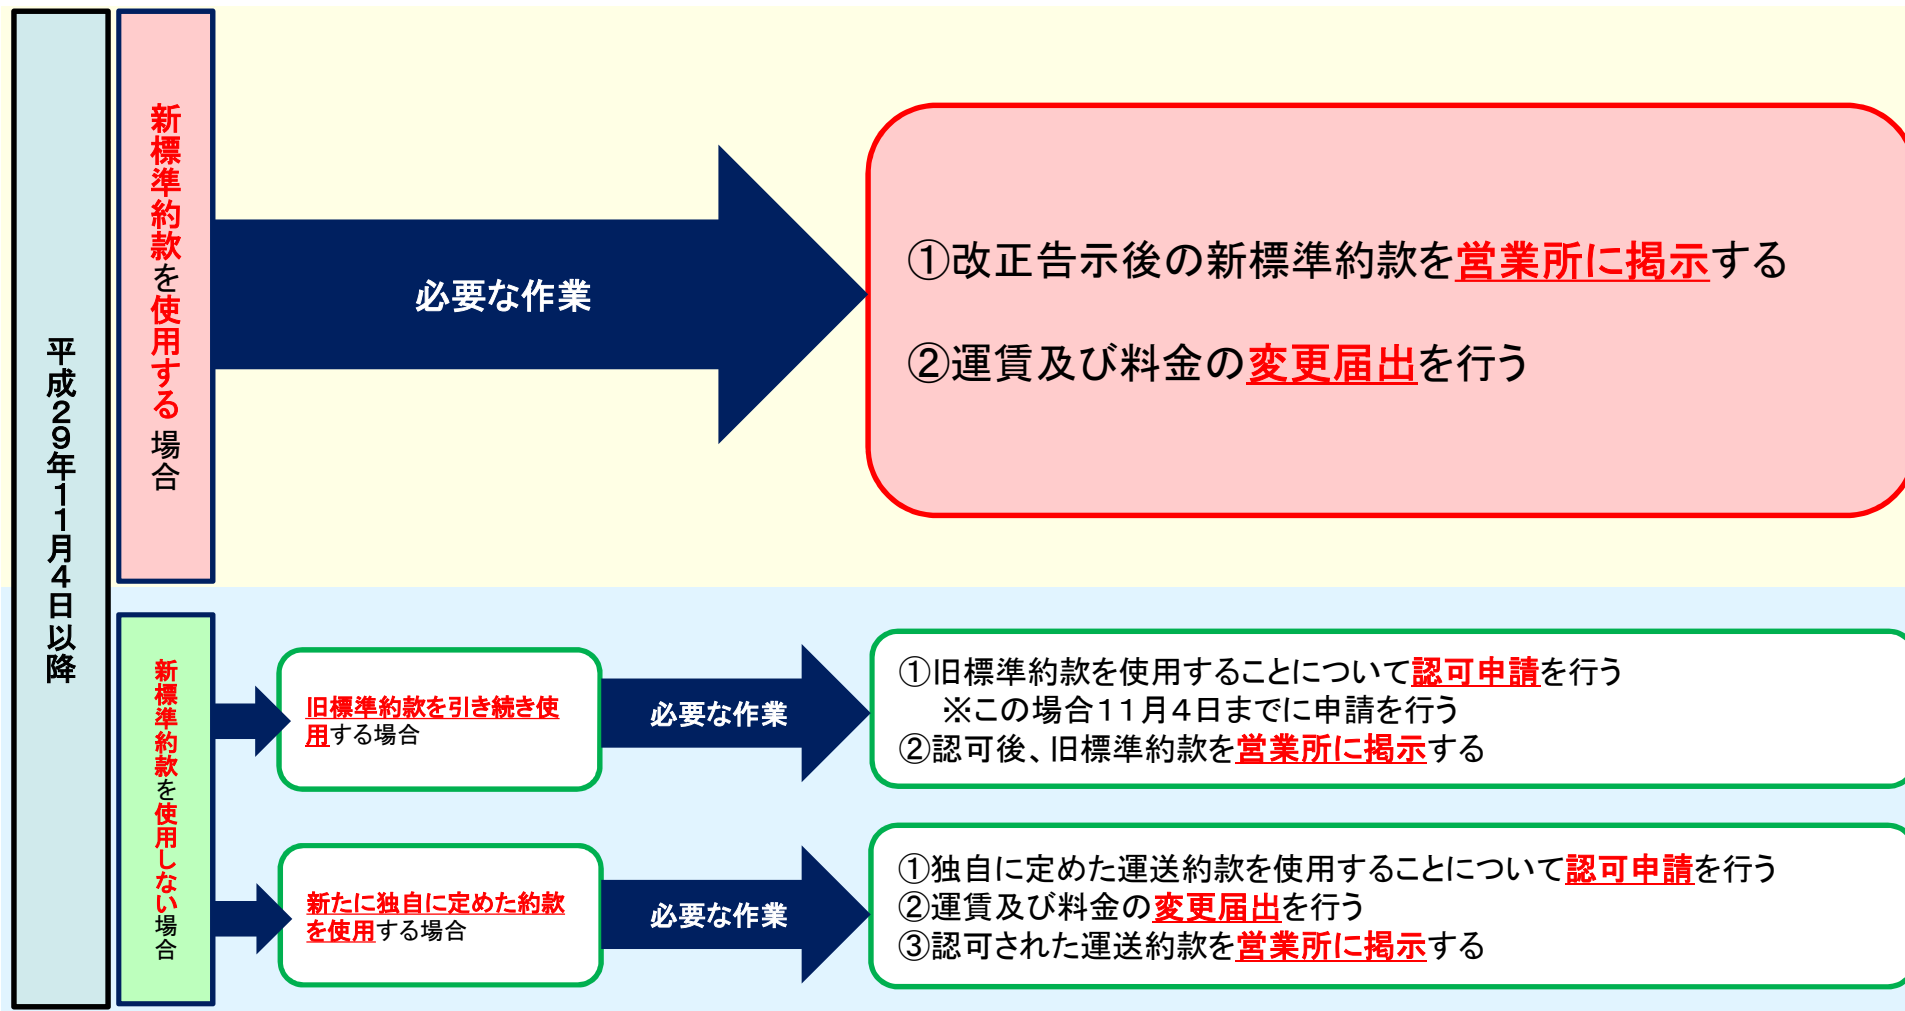 平成２９年１１月４日以降
新標準約款を使用する場合
必要な作業
①改正告示後の新標準約款を営業所に掲示する
②運賃及び料金の変更届出を行う
新標準約款を使用しない場合
旧標準約款を引き続き使
用する場合
必要な作業
①旧標準約款を使用することについて認可申請を行う
※この場合１１月４日までに申請を行う
②認可後、旧標準約款を営業所に掲示する
新たに独自に定めた約款
を使用する場合
必要な作業
①独自に定めた運送約款を使用することについて認可申請を行う
②運賃及び料金の変更届出を行う
③認可された運送約款を営業所に掲示する